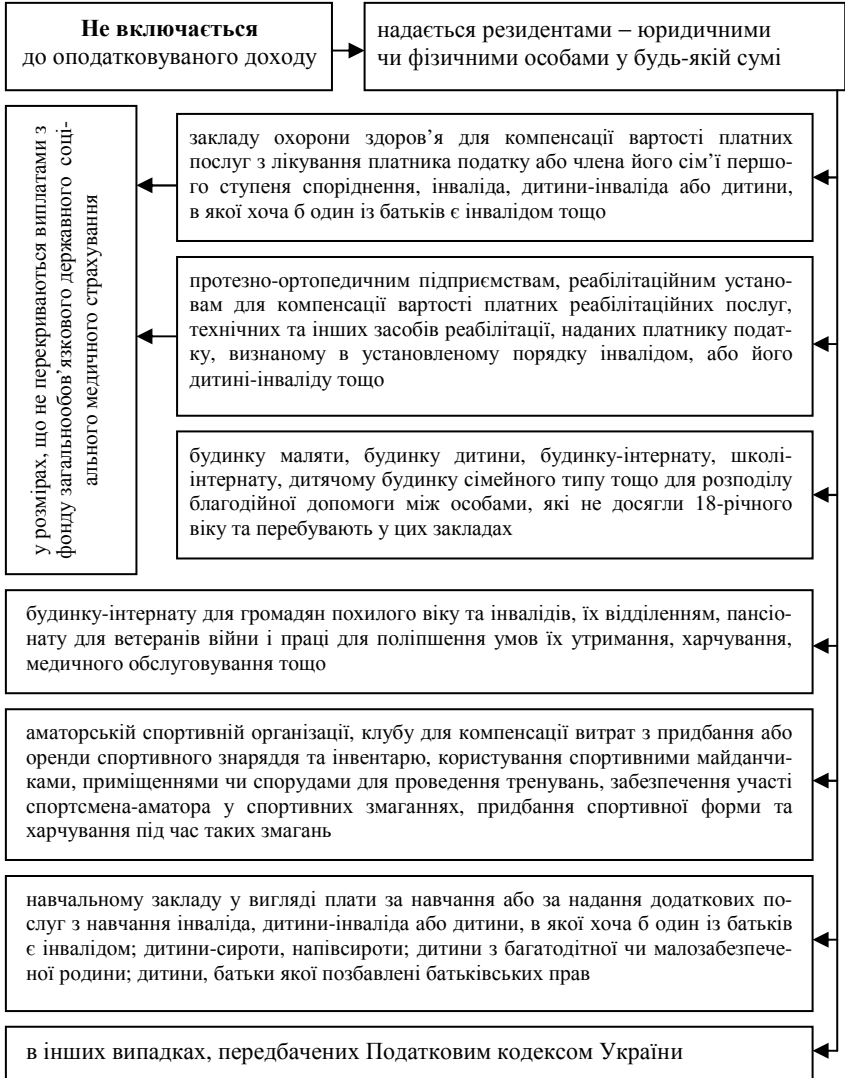 Не включається
до оподатковуваного доходу
надається резидентами – юридичними
чи фізичними особами у будь-якій сумі
у розмірах, що не перекриваються виплатами з
фонду загальнообов’язкового державного соці-
ального медичного страхування
закладу охорони здоров’я для компенсації вартості платних
послуг з лікування платника податку або члена його сім’ї першо-
го ступеня споріднення, інваліда, дитини-інваліда або дитини,
в якої хоча б один із батьків є інвалідом тощо
протезно-ортопедичним підприємствам, реабілітаційним устано-
вам для компенсації вартості платних реабілітаційних послуг,
технічних та інших засобів реабілітації, наданих платнику подат-
ку, визнаному в установленому порядку інвалідом, або його
дитині-інваліду тощо
будинку маляти, будинку дитини, будинку-інтернату, школі-
інтернату, дитячому будинку сімейного типу тощо для розподілу
благодійної допомоги між особами, які не досягли 18-річного
віку та перебувають у цих закладах
будинку-інтернату для громадян похилого віку та інвалідів, їх відділенням, пансіо-
нату для ветеранів війни і праці для поліпшення умов їх утримання, харчування,
медичного обслуговування тощо
аматорській спортивній організації, клубу для компенсації витрат з придбання або
оренди спортивного знаряддя та інвентарю, користування спортивними майданчи-
ками, приміщеннями чи спорудами для проведення тренувань, забезпечення участі
спортсмена-аматора у спортивних змаганнях, придбання спортивної форми та
харчування під час таких змагань
навчальному закладу у вигляді плати за навчання або за надання додаткових по-
слуг з навчання інваліда, дитини-інваліда або дитини, в якої хоча б один із батьків
є інвалідом; дитини-сироти, напівсироти; дитини з багатодітної чи малозабезпече-
ної родини; дитини, батьки якої позбавлені батьківських прав
в інших випадках, передбачених Податковим кодексом України